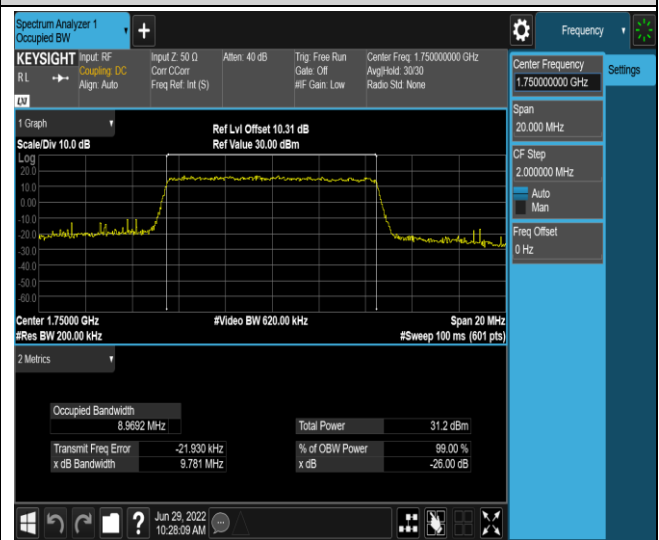 Spectrum Analyzer 1
Occupied BW
+
Frequency
KEYSIGHT
RL
LXI
Input: RF
Coupling: DC
Align: Auto
Input Z: 50 Ω
Corr CCorr
Freq Ref: Int (S)
Atten: 40 dB
Trig: Free Run
Gate: Off
#IF Gain: Low
Center Freq: 1.750000000 GHz
Avg|Hold: 30/30
Radio Std: None
Center Frequency
1.750000000 GHz
Settings
Span
20.000 MHz
CF Step
2.000000 MHz
Auto
Man
Freq Offset
0 Hz
1 Graph
Scale/Div 10.0 dB
Ref Lvl Offset 10.31 dB
Ref Value 30.00 dBm
Log
20.0
10.0
0.00
-10.0
-20.0
-30.0
-40.0
-50.0
-60.0
Center 1.75000 GHz
#Res BW 200.00 kHz
#Video BW 620.00 kHz
Span 20 MHz
#Sweep 100 ms (601 pts)
2 Metrics
Occupied Bandwidth
8.9692 MHz
Total Power 31.2 dBm
Transmit Freq Error -21.930 kHz
% of OBW Power 99.00 %
x dB Bandwidth 9.781 MHz
x dB -26.00 dB
?
Jun 29, 2022
10:28:09 AM